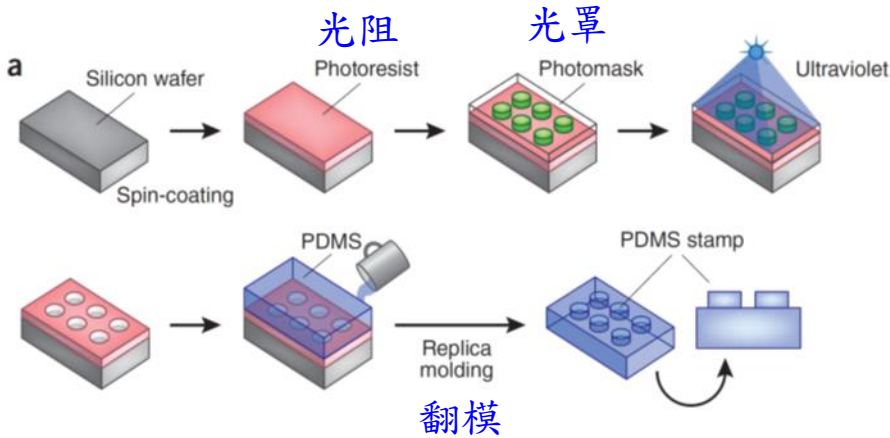 光阻
光罩
a
Silicon wafer
Photoresist
Photomask
Ultraviolet
Spin-coating
PDMS
PDMS stamp
Replica
molding
翻模